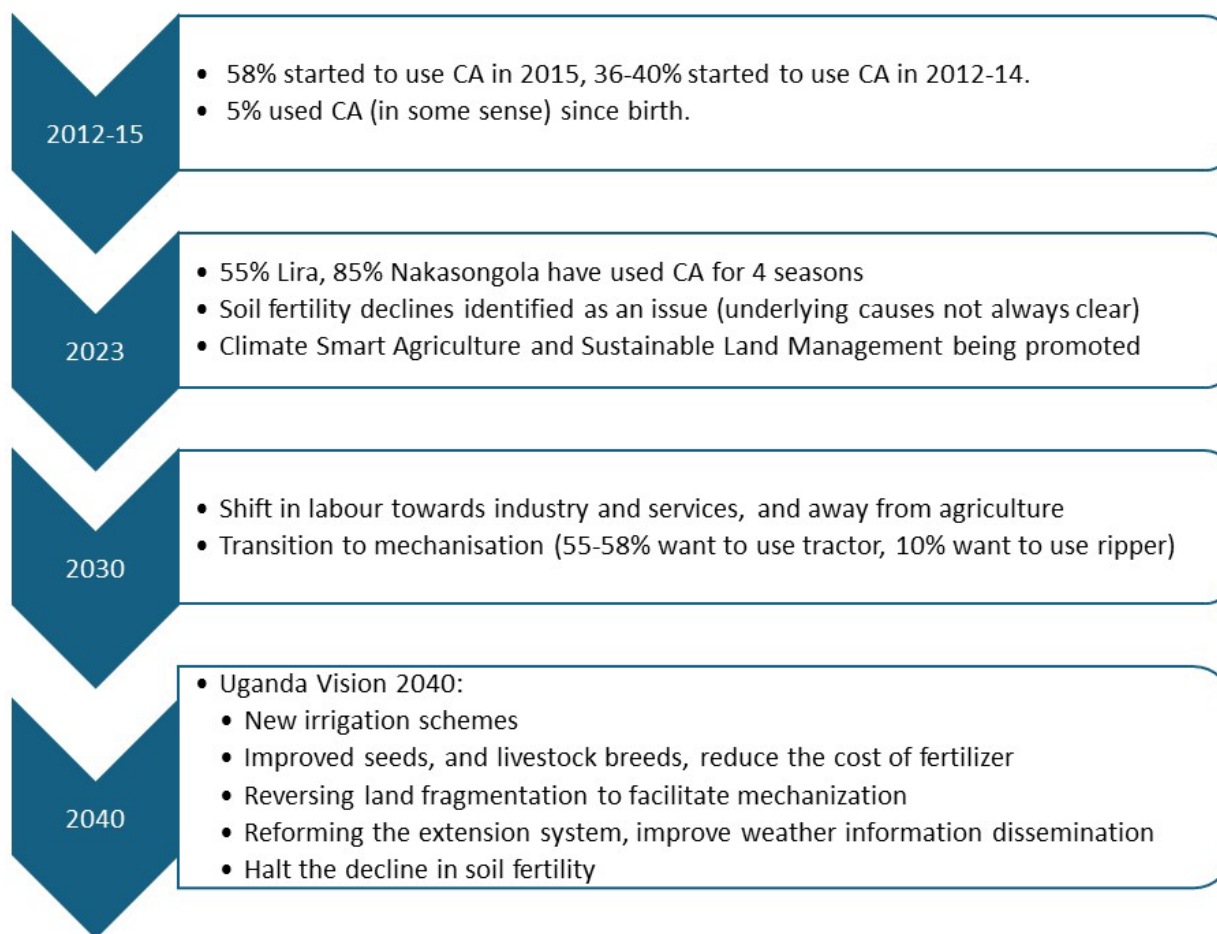 2012-15
• 58% started to use CA in 2015, 36-40% started to use CA in 2012-14.
• 5% used CA (in some sense) since birth.
2023
• 55% Lira, 85% Nakasongola have used CA for 4 seasons
• Soil fertility declines identified as an issue (underlying causes not always clear)
• Climate Smart Agriculture and Sustainable Land Management being promoted
2030
• Shift in labour towards industry and services, and away from agriculture
• Transition to mechanisation (55-58% want to use tractor, 10% want to use ripper)
2040
• Uganda Vision 2040:
• New irrigation schemes
• Improved seeds, and livestock breeds, reduce the cost of fertilizer
• Reversing land fragmentation to facilitate mechanization
• Reforming the extension system, improve weather information dissemination
• Halt the decline in soil fertility